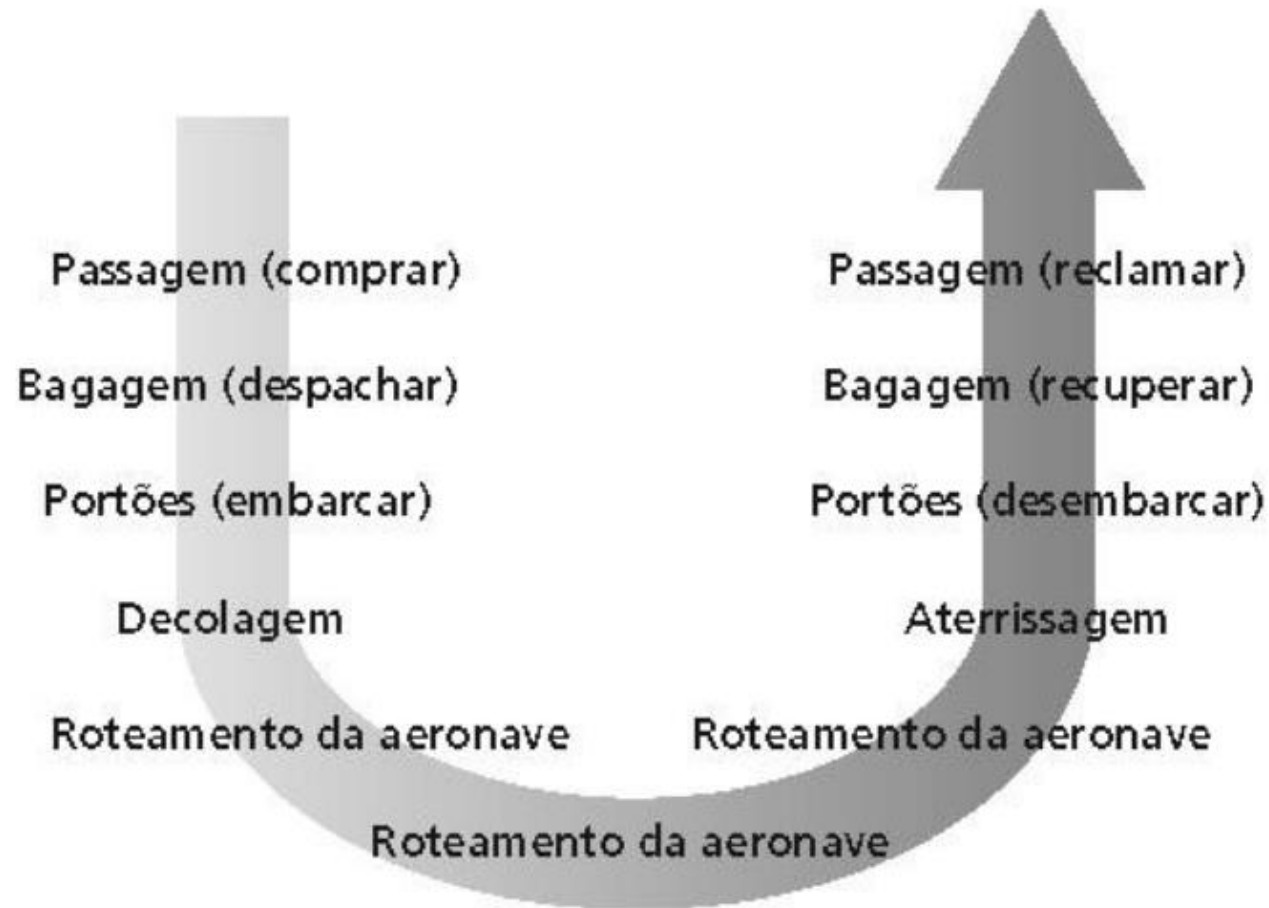 Passagem (comprar)
Bagagem (despachar)
Portões (embarcar)
Decolagem
Roteamento da aeronave
Roteamento da aeronave
Roteamento da aeronave
Aterrissagem
Portões (desembarcar)
Bagagem (recuperar)
Passagem (reclamar)